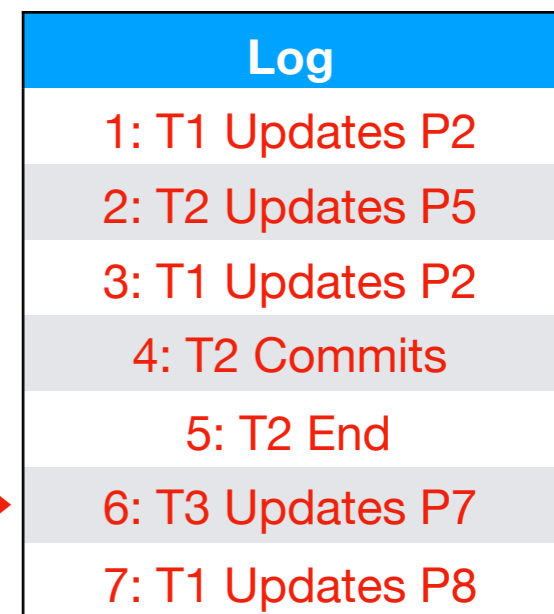 Log
1: T1 Updates P2
2: T2 Updates P5
3: T1 Updates P2
4: T2 Commits
5: T2 End
6: T3 Updates P7
7: T1 Updates P8